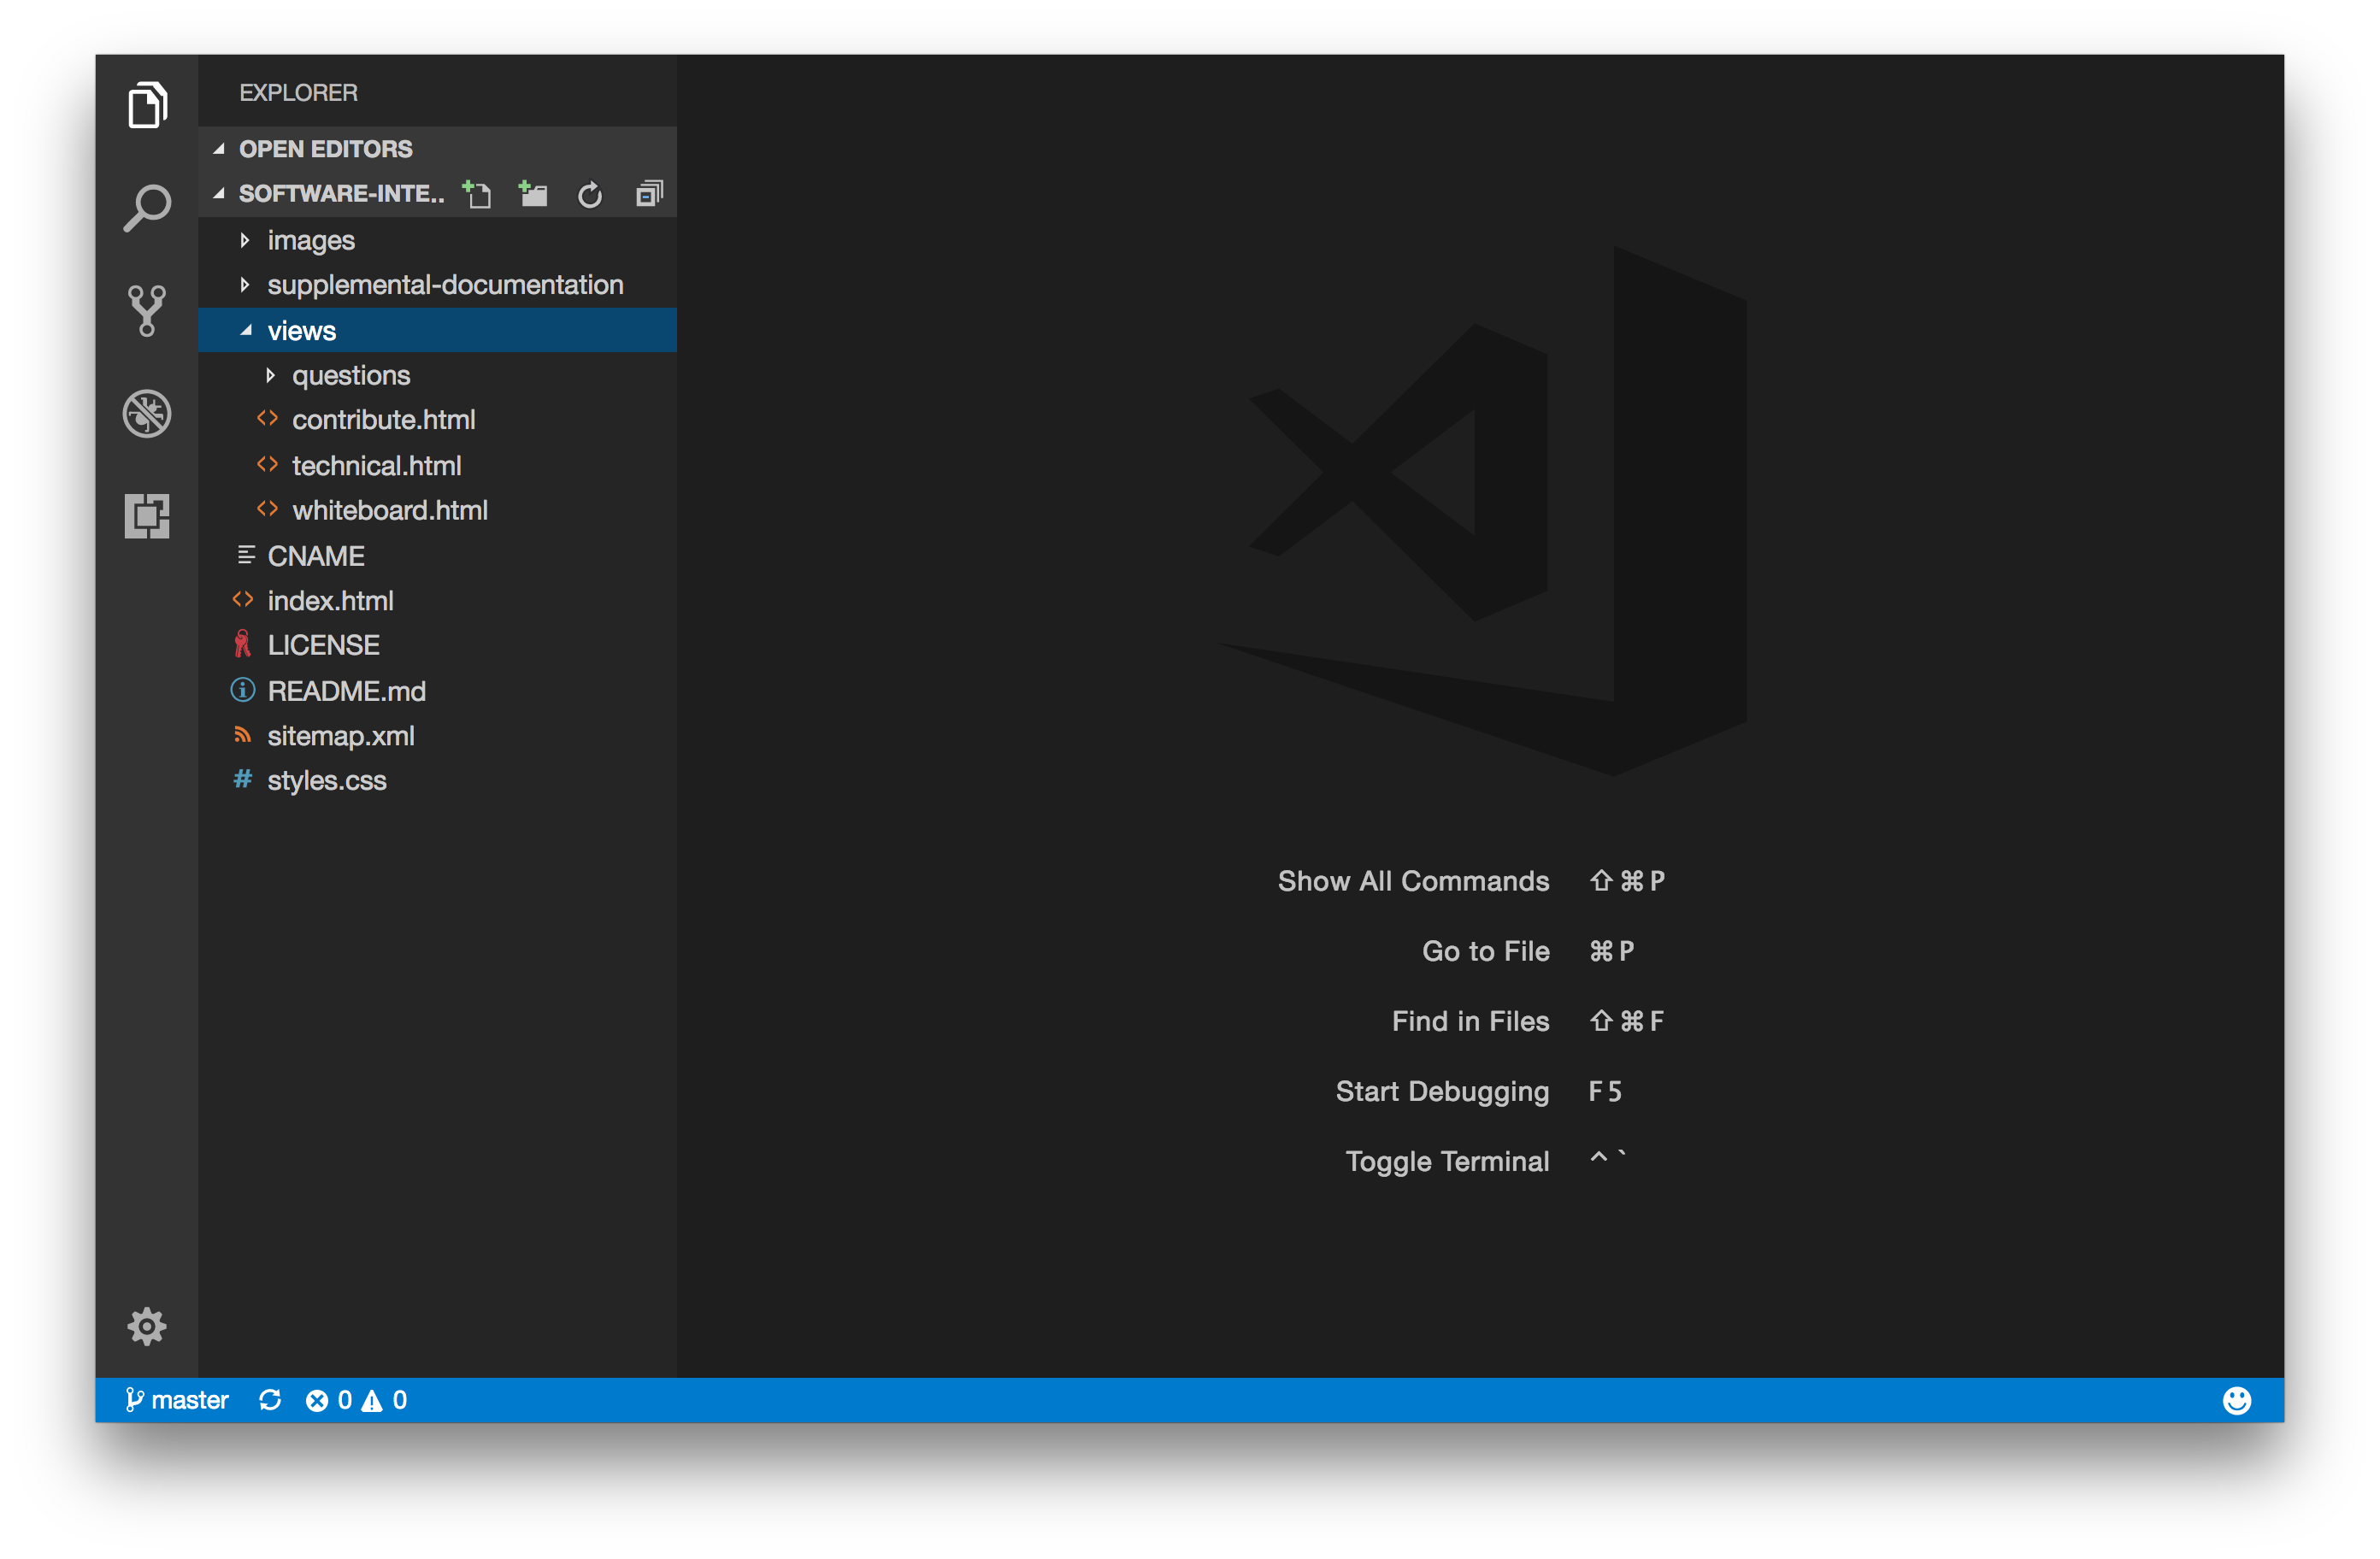 EXPLORER
OPEN EDITORS
SOFTWARE-INTE..
images
supplemental-documentation
views
questions
contribute.html
technical.html
whiteboard.html
CNAME
index.html
LICENSE
README.md
sitemap.xml
styles.css
Show All Commands ⇧⌘P
Go to File ⌘P
Find in Files ⇧⌘F
Start Debugging F5
Toggle Terminal ^`
master 0 0